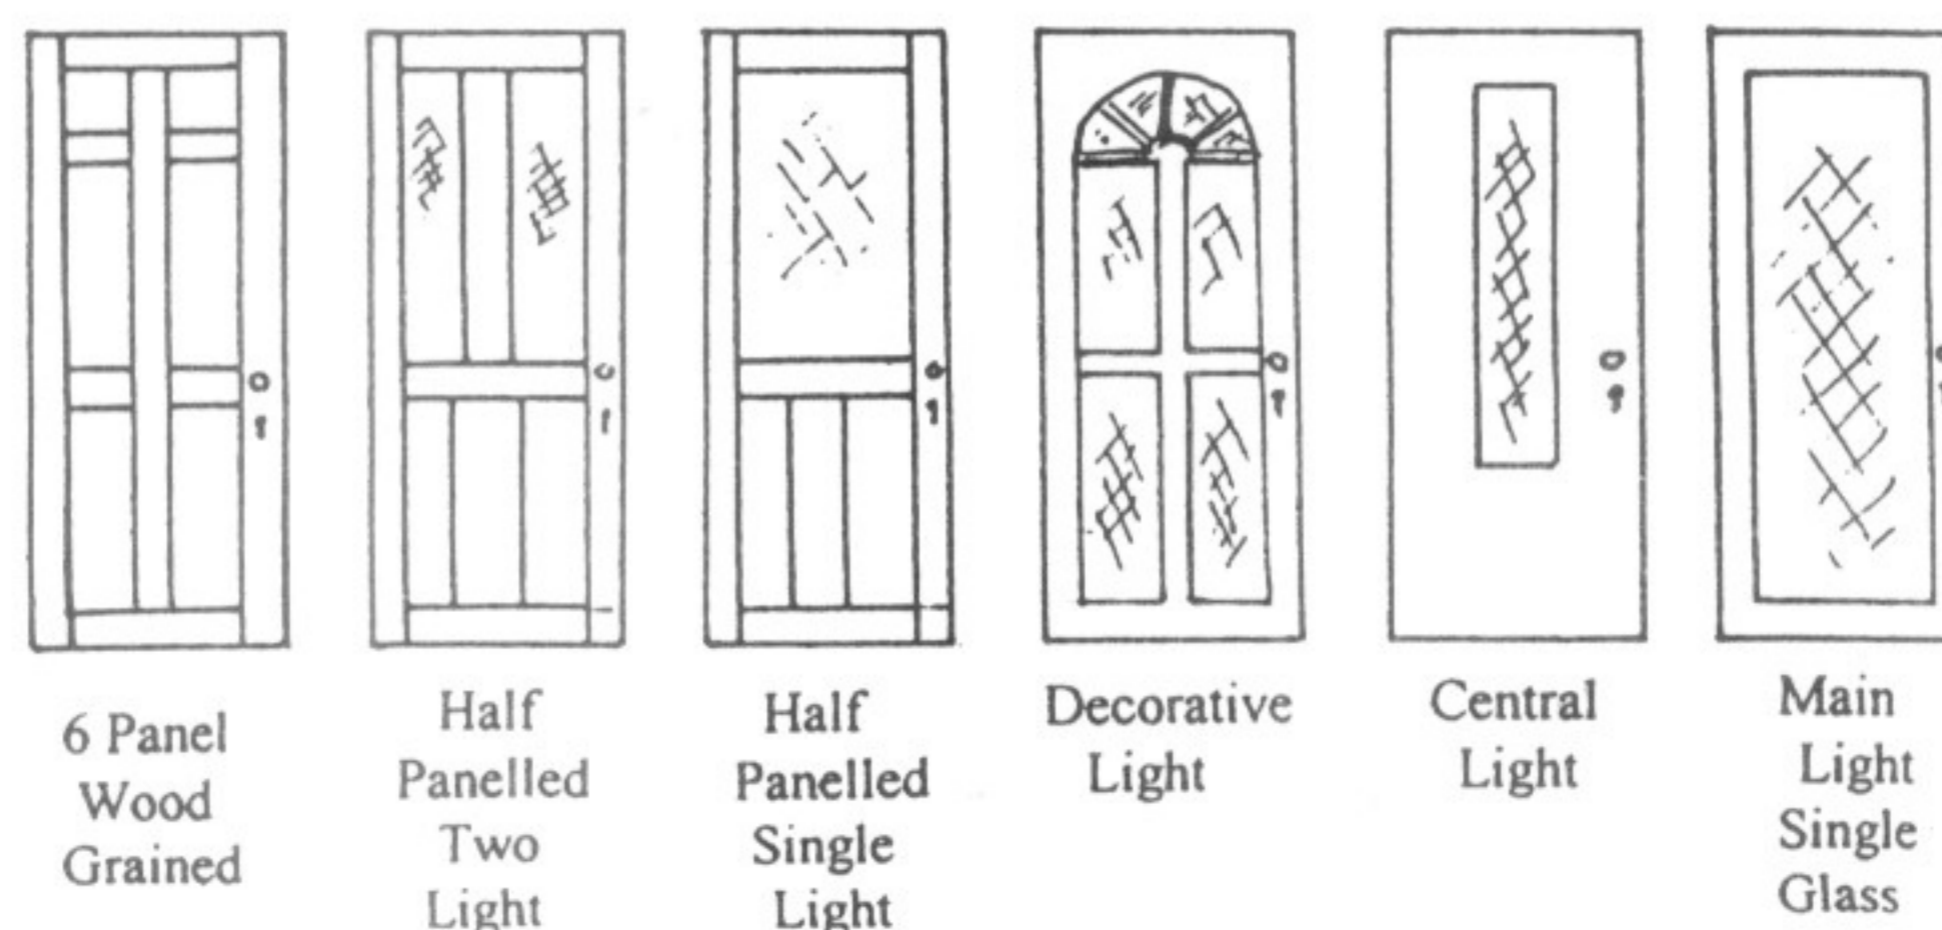 6 Panel
Wood
Grained
Half
Panelled
Two
Light
Half
Panelled
Single
Light
Decorative
Light
Central
Light
Main
Light
Single
Glass